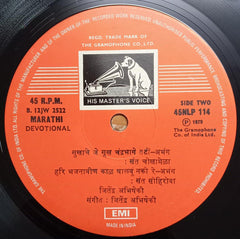 REGD. TRADE MARK OF
THE GRAMOPHONE CO. LTD.
HIS MASTER'S VOICE
45 R.P.M.
B. 13JW 2522
MARATHI
DEVOTIONAL
SIDE TWO
45NLP 114
Ⓟ 1979
The Gramophone
Co. of India Ltd.
सुखाचे जे सुख चंद्रभागे तटी–अभंग
: संत चोखामेळा
हरि भजनावीण काळ घालवू नको रे–अभंग
: संत सोहिरोबा
जितेंद्र अभिषेकी
संगीत : जितेंद्र अभिषेकी
EMI
MADE IN INDIA